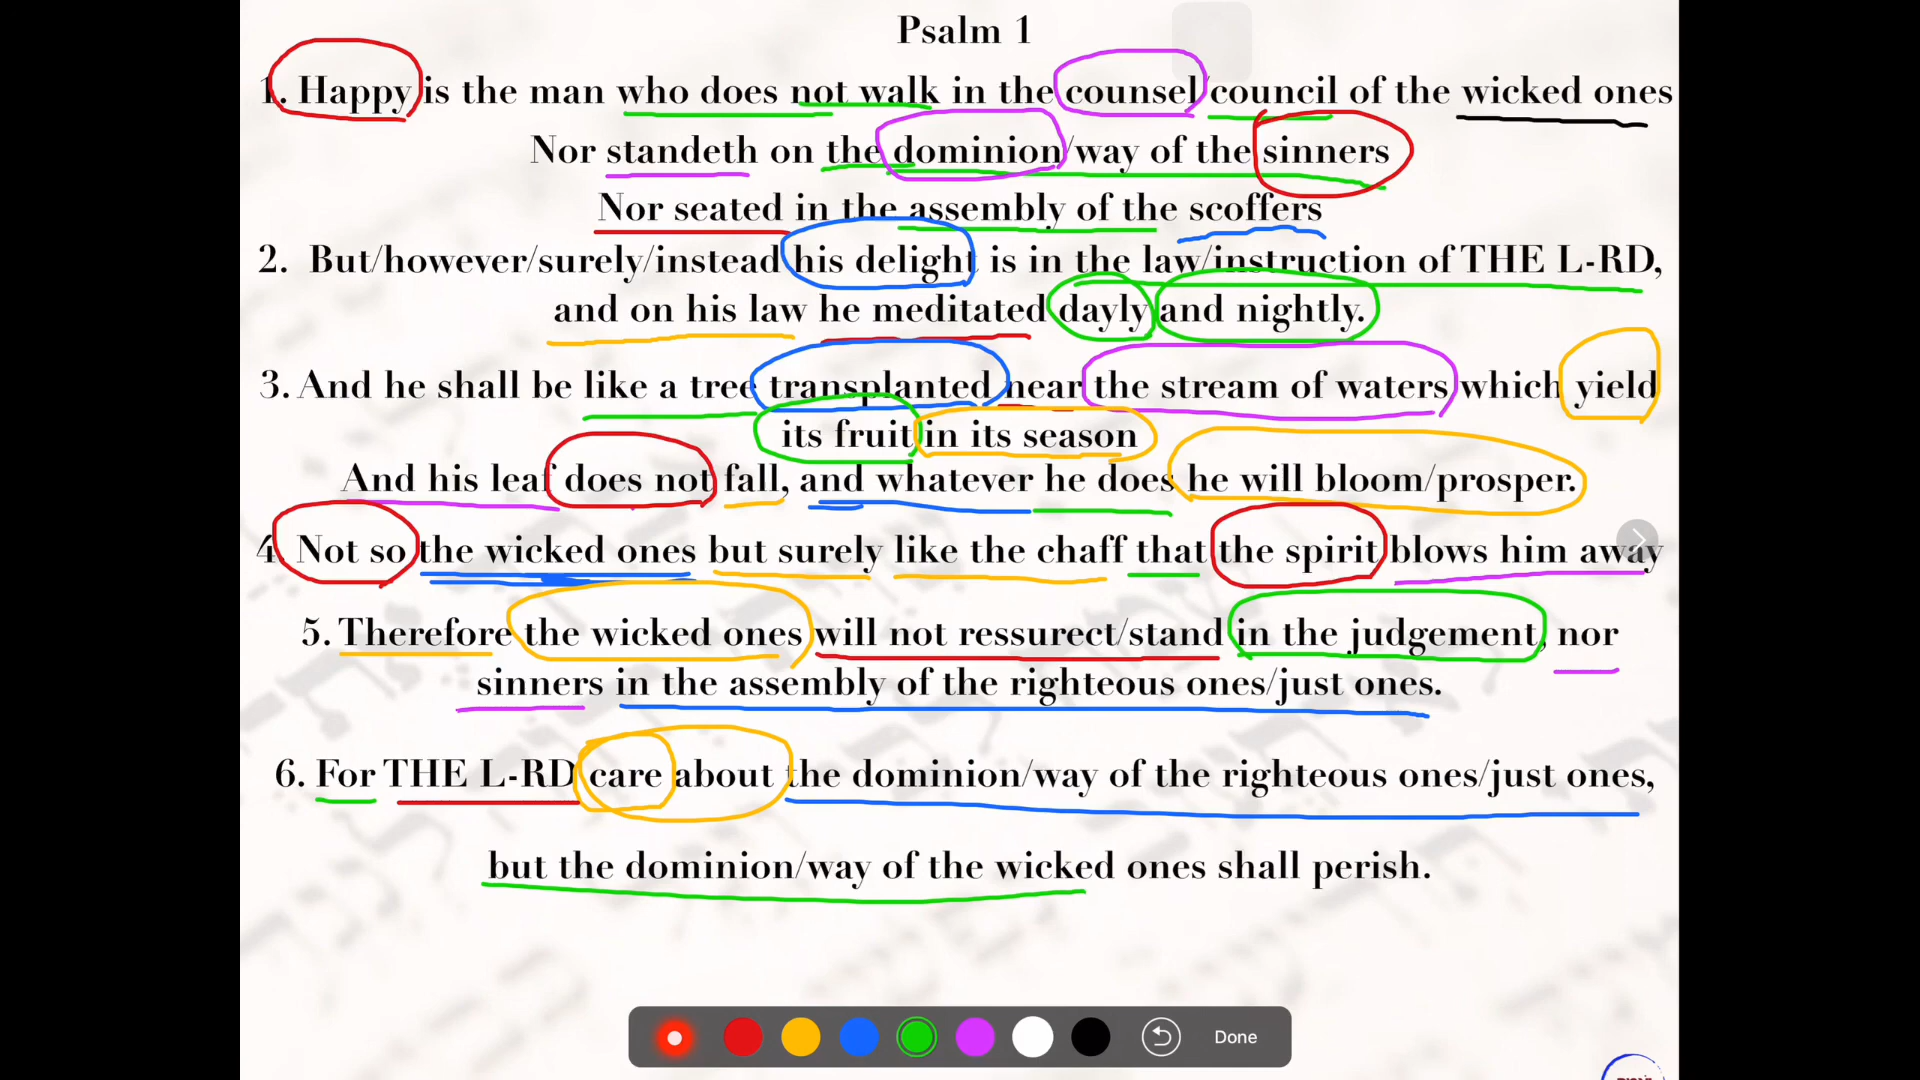 Psalm 1
1. Happy is the man who does not walk in the counsel/council of the wicked ones
Nor standeth on the dominion/way of the sinners
Nor seated in the assembly of the scoffers
2. But/however/surely/instead his delight is in the law/instruction of THE L-RD,
and on his law he meditated dayly and nightly.
3. And he shall be like a tree transplanted near the stream of waters which yield
its fruit in its season
And his leaf does not fall, and whatever he does he will bloom/prosper.
4. Not so the wicked ones but surely like the chaff that the spirit blows him away
5. Therefore the wicked ones will not ressurect/stand in the judgement, nor
sinners in the assembly of the righteous ones/just ones.
6. For THE L-RD care about the dominion/way of the righteous ones/just ones,
but the dominion/way of the wicked ones shall perish.
Done